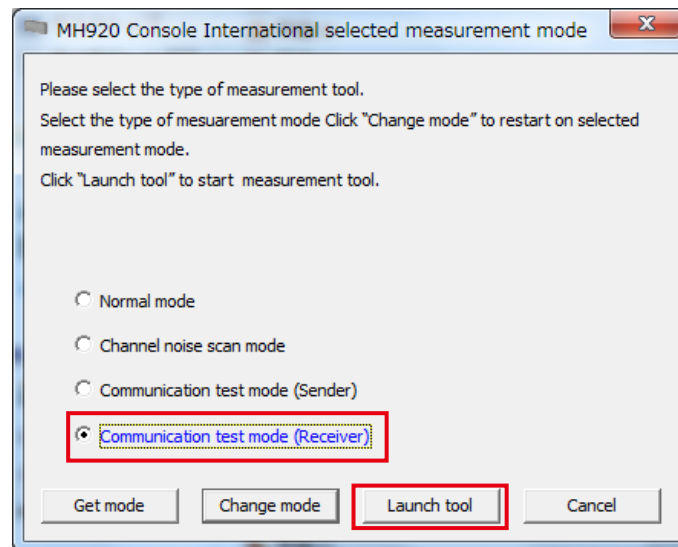 MH920 Console International selected measurement mode
Please select the type of measurement tool.
Select the type of mesuarement mode Click "Change mode" to restart on selected
measurement mode.
Click "Launch tool" to start measurement tool.
Normal mode
Channel noise scan mode
Communication test mode (Sender)
Communication test mode (Receiver)
Get mode Change mode Launch tool Cancel